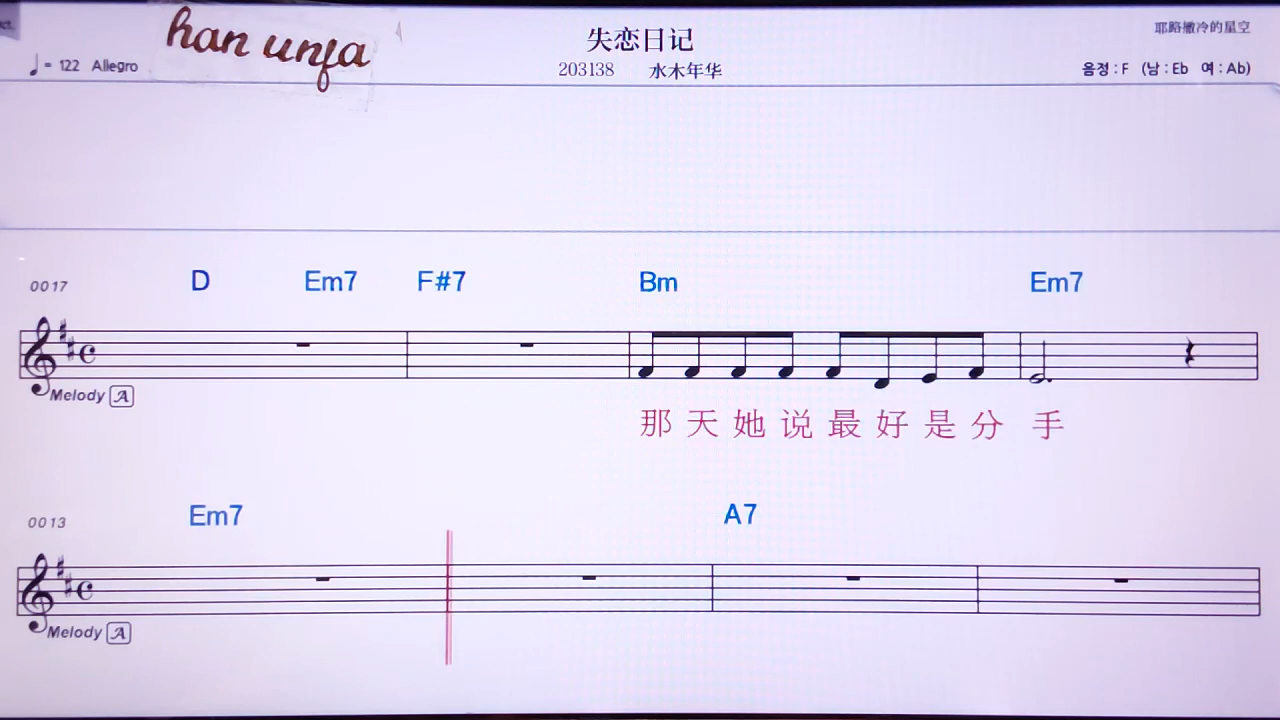 han unfa
失恋日记
耶路撒冷的星空
♩= 122 Allegro
203138 水木年华
음정 : F (남 : Eb 여 : Ab)
0017
D Em7 F#7 Bm Em7
Melody A
那天她说最好是分手
0013
Em7 A7
Melody A